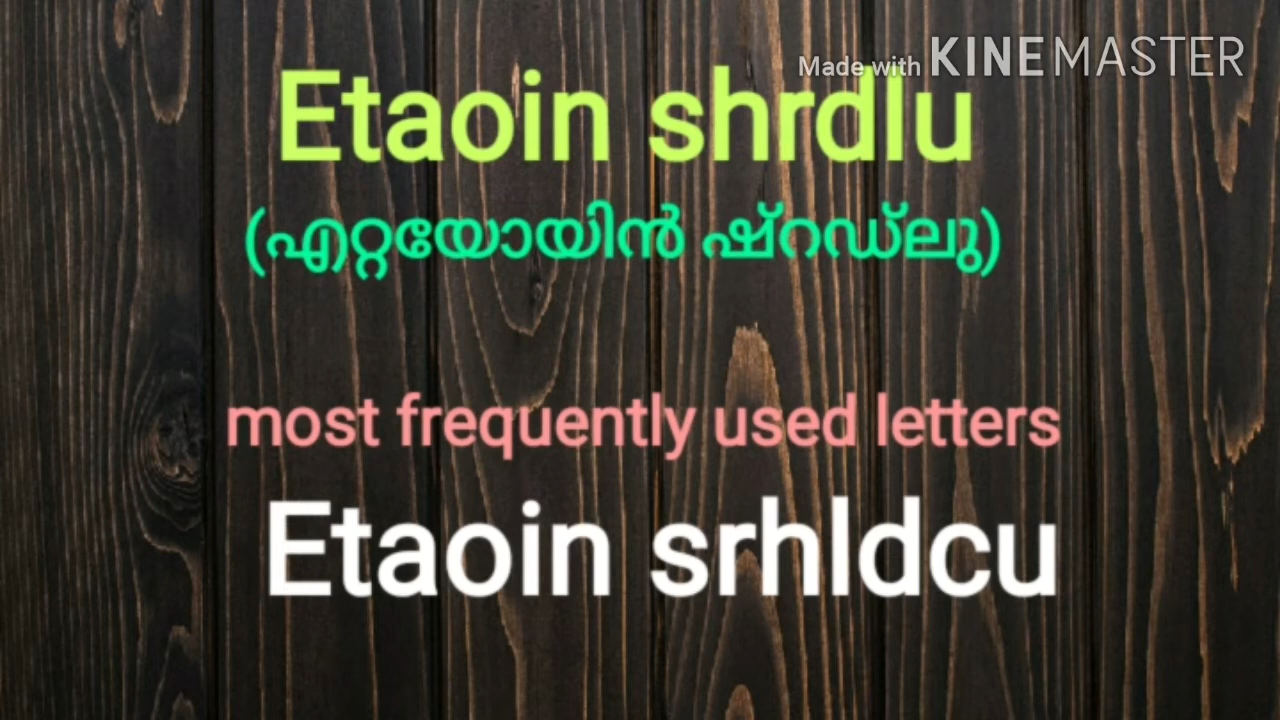 Made with KINEMASTER
Etaoin shrdlu
(എറ്റയോയിൻ ഷ്റഡ്ലു)
most frequently used letters
Etaoin srhldcu